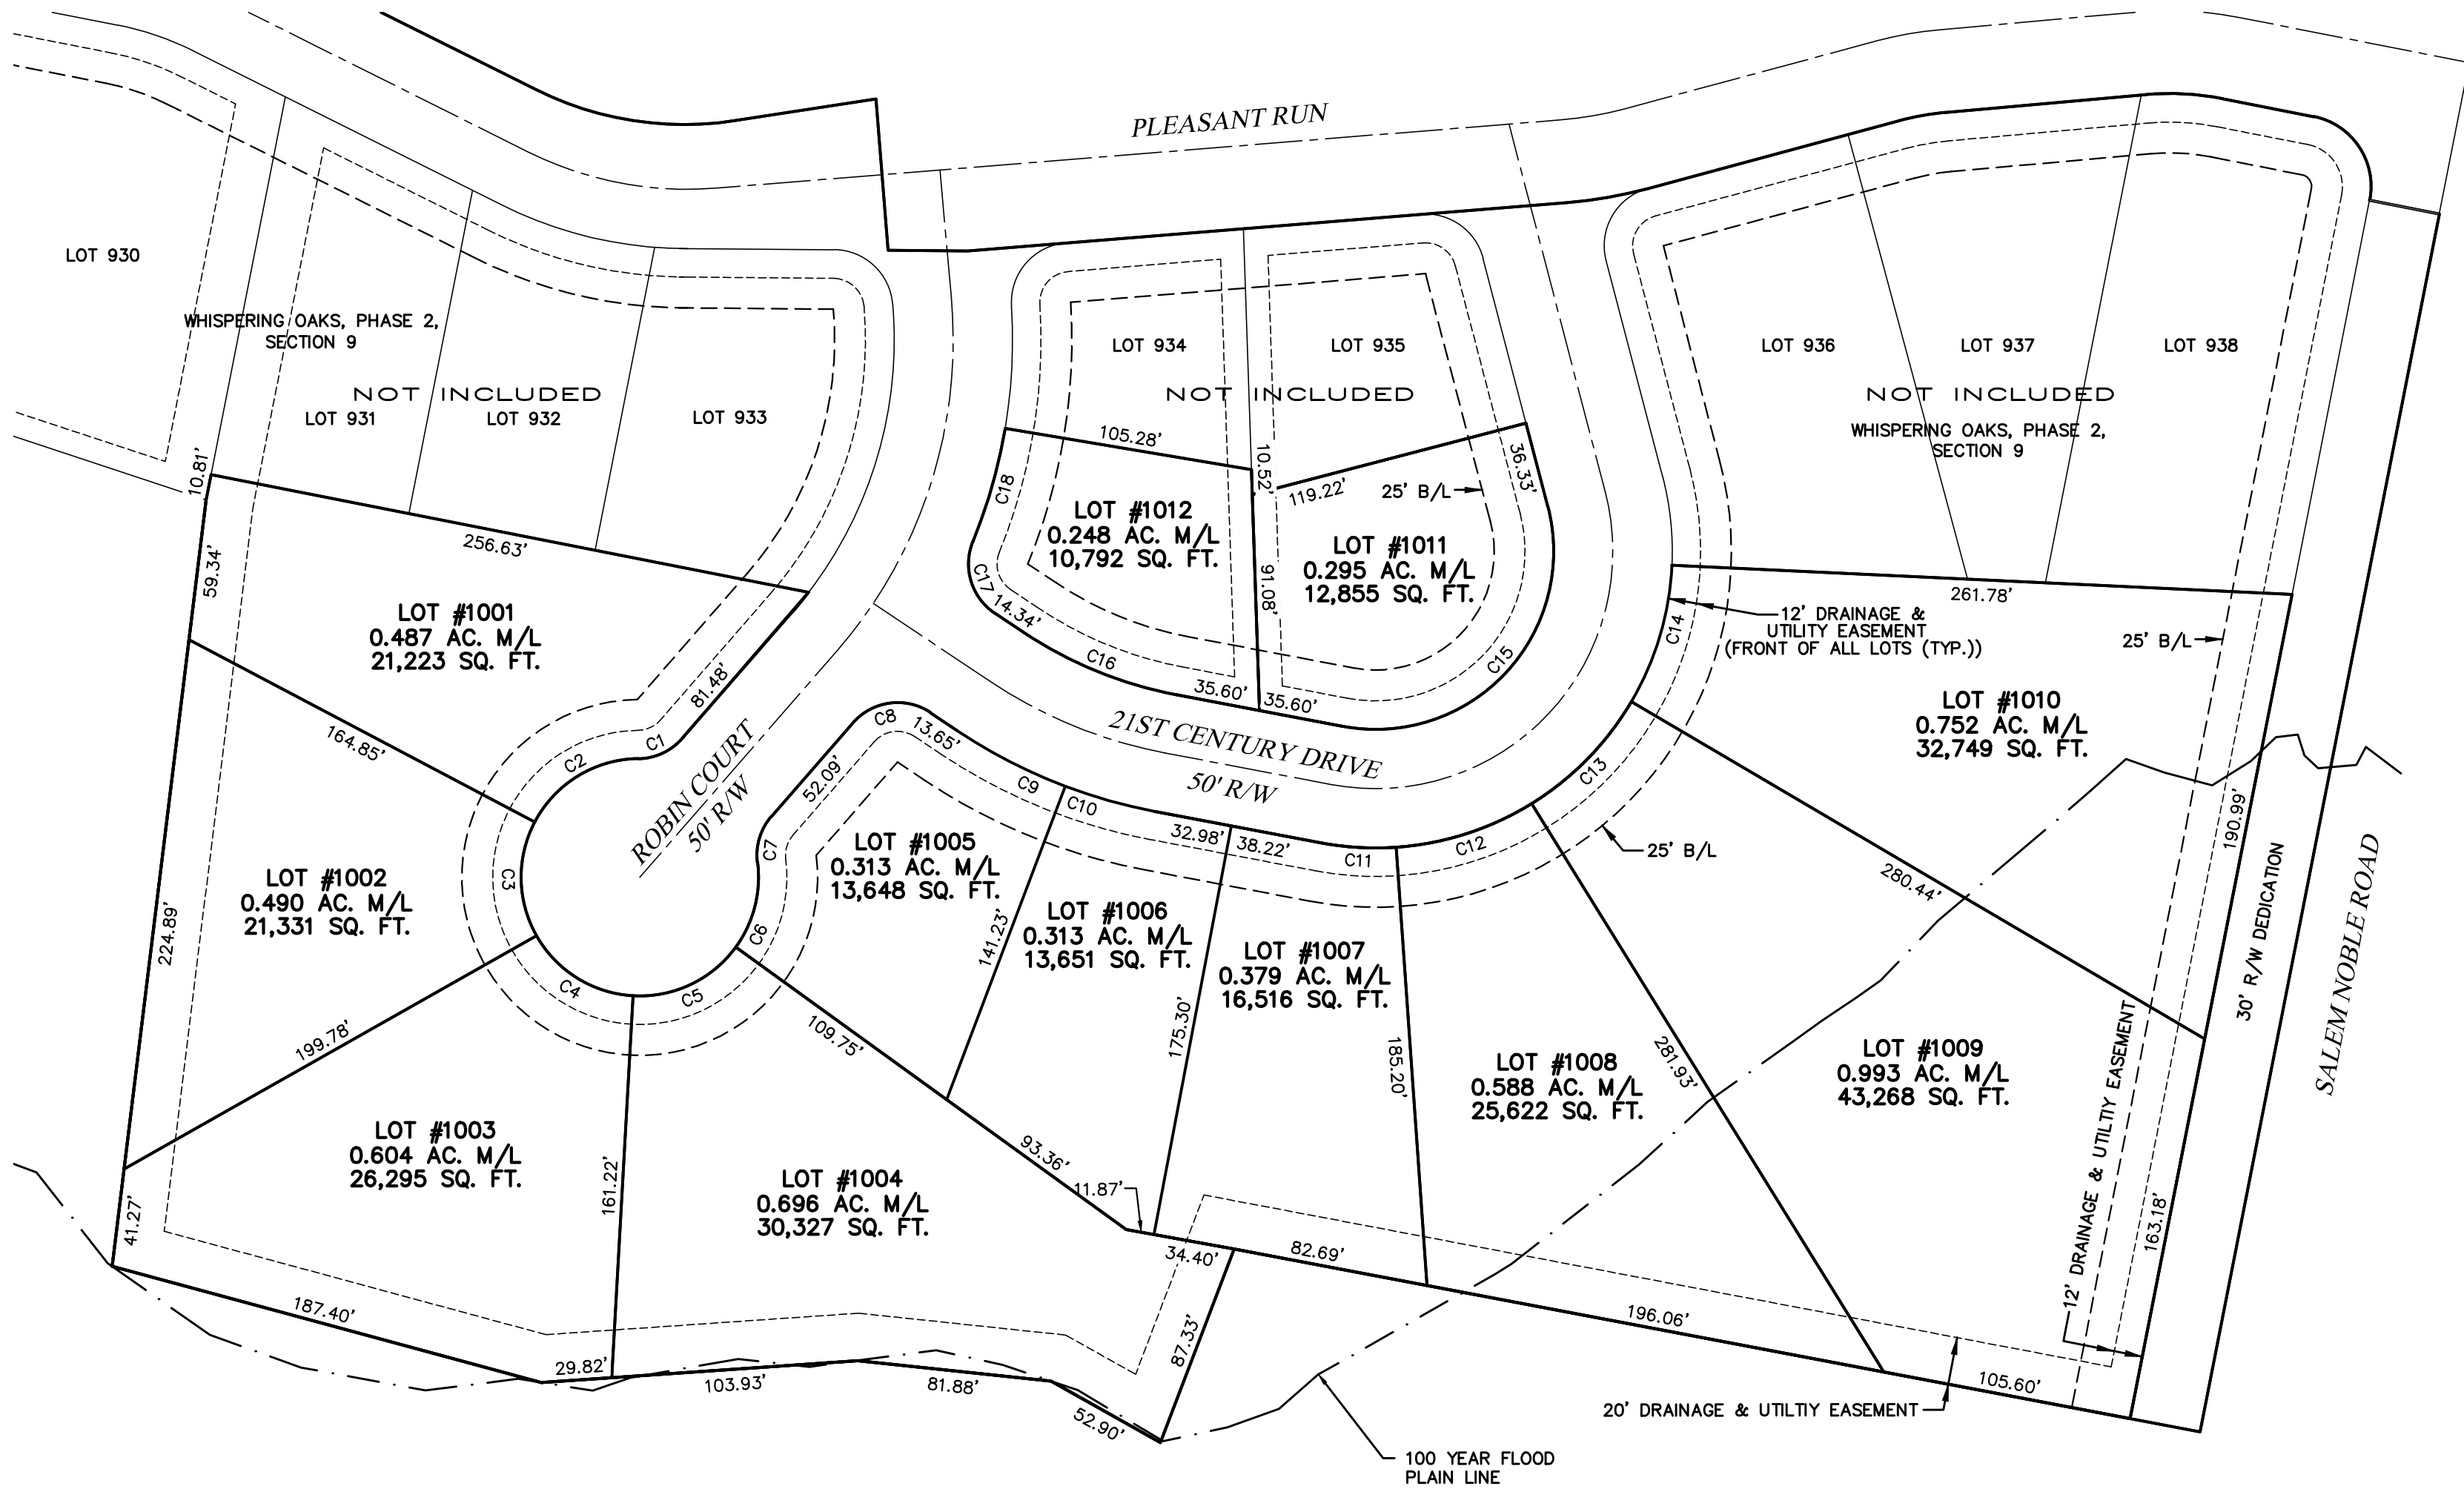 PLEASANT RUN
LOT 930
WHISPERING OAKS, PHASE 2,
SECTION 9
NOT INCLUDED
LOT 931
LOT 932
LOT 933
LOT 934
LOT 935
NOT INCLUDED
LOT 936
LOT 937
LOT 938
NOT INCLUDED
WHISPERING OAKS, PHASE 2,
SECTION 9
10.81'
256.63'
59.34'
LOT #1001
0.487 AC. M/L
21,223 SQ. FT.
81.48'
C1
C2
164.85'
C3
LOT #1002
0.490 AC. M/L
21,331 SQ. FT.
224.89'
199.78'
C4
LOT #1003
0.604 AC. M/L
26,295 SQ. FT.
41.27'
187.40'
29.82'
161.22'
C5
LOT #1004
0.696 AC. M/L
30,327 SQ. FT.
103.93'
81.88'
52.90'
87.33'
34.40'
11.87'
93.36'
109.75'
C6
C7
52.09'
C8
13.65'
C9
LOT #1005
0.313 AC. M/L
13,648 SQ. FT.
141.23'
C10
32.98'
LOT #1006
0.313 AC. M/L
13,651 SQ. FT.
175.30'
38.22'
C11
LOT #1007
0.379 AC. M/L
16,516 SQ. FT.
82.69'
185.20'
C12
LOT #1008
0.588 AC. M/L
25,622 SQ. FT.
196.06'
281.93'
C13
LOT #1009
0.993 AC. M/L
43,268 SQ. FT.
105.60'
163.18'
280.44'
C14
LOT #1010
0.752 AC. M/L
32,749 SQ. FT.
190.99'
261.78'
25' B/L
12' DRAINAGE &
UTILITY EASEMENT
(FRONT OF ALL LOTS (TYP.))
25' B/L
105.28'
10.52'
119.22'
36.33'
25' B/L
C18
C17
14.34'
C16
35.60'
91.08'
35.60'
C15
LOT #1012
0.248 AC. M/L
10,792 SQ. FT.
LOT #1011
0.295 AC. M/L
12,855 SQ. FT.
ROBIN COURT
50' R/W
21ST CENTURY DRIVE
50' R/W
30' R/W DEDICATION
SALEM NOBLE ROAD
12' DRAINAGE & UTILTIY EASEMENT
20' DRAINAGE & UTILTIY EASEMENT
100 YEAR FLOOD
PLAIN LINE